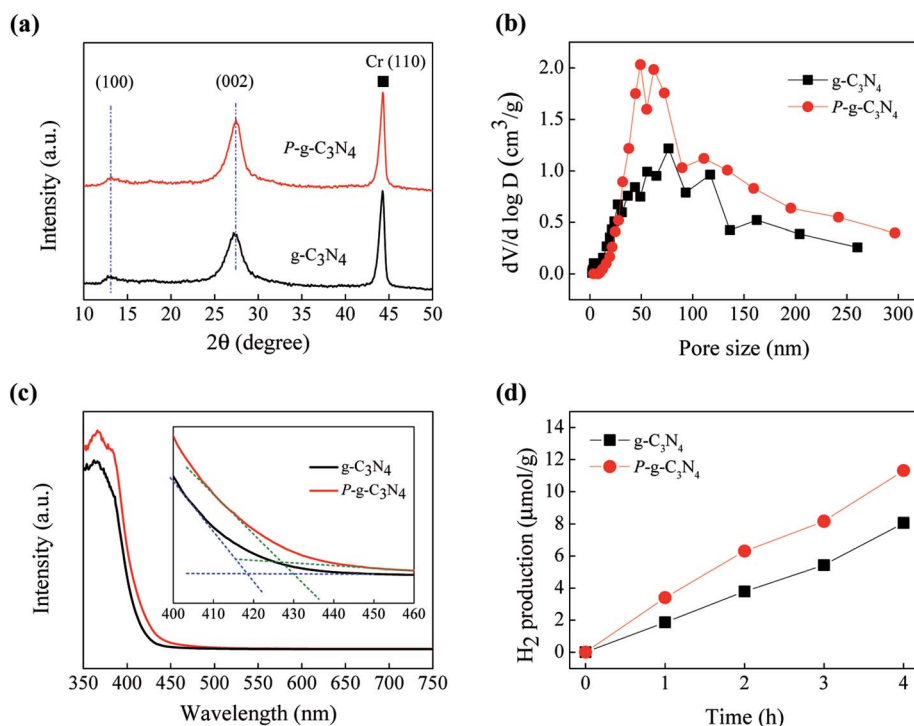 (a)
Intensity (a.u.)
(100)
(002)
Cr (110)
P-g-C₃N₄
g-C₃N₄
10 15 20 25 30 35 40 45 50
2θ (degree)
(b)
dV/d log D (cm³/g)
2.0
1.5
1.0
0.5
0.0
g-C₃N₄
P-g-C₃N₄
0 50 100 150 200 250 300
Pore size (nm)
(c)
Intensity (a.u.)
g-C₃N₄
P-g-C₃N₄
400 410 420 430 440 450 460
350 400 450 500 550 600 650 700 750
Wavelength (nm)
(d)
H₂ production (μmol/g)
14
12
10
8
6
4
2
0
g-C₃N₄
P-g-C₃N₄
0 1 2 3 4
Time (h)